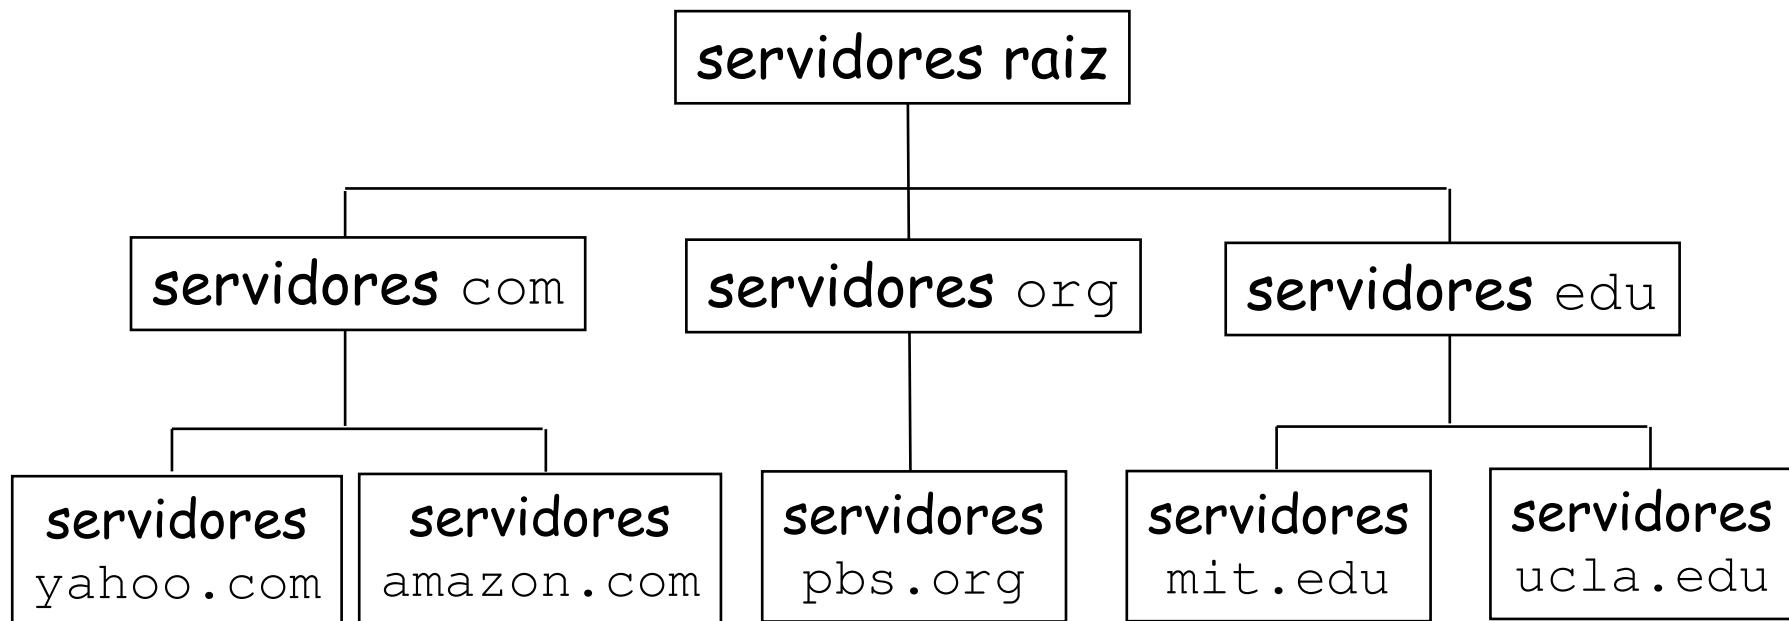 servidores raiz
servidores com
servidores org
servidores edu
servidores
yahoo.com
servidores
amazon.com
servidores
pbs.org
servidores
mit.edu
servidores
ucla.edu